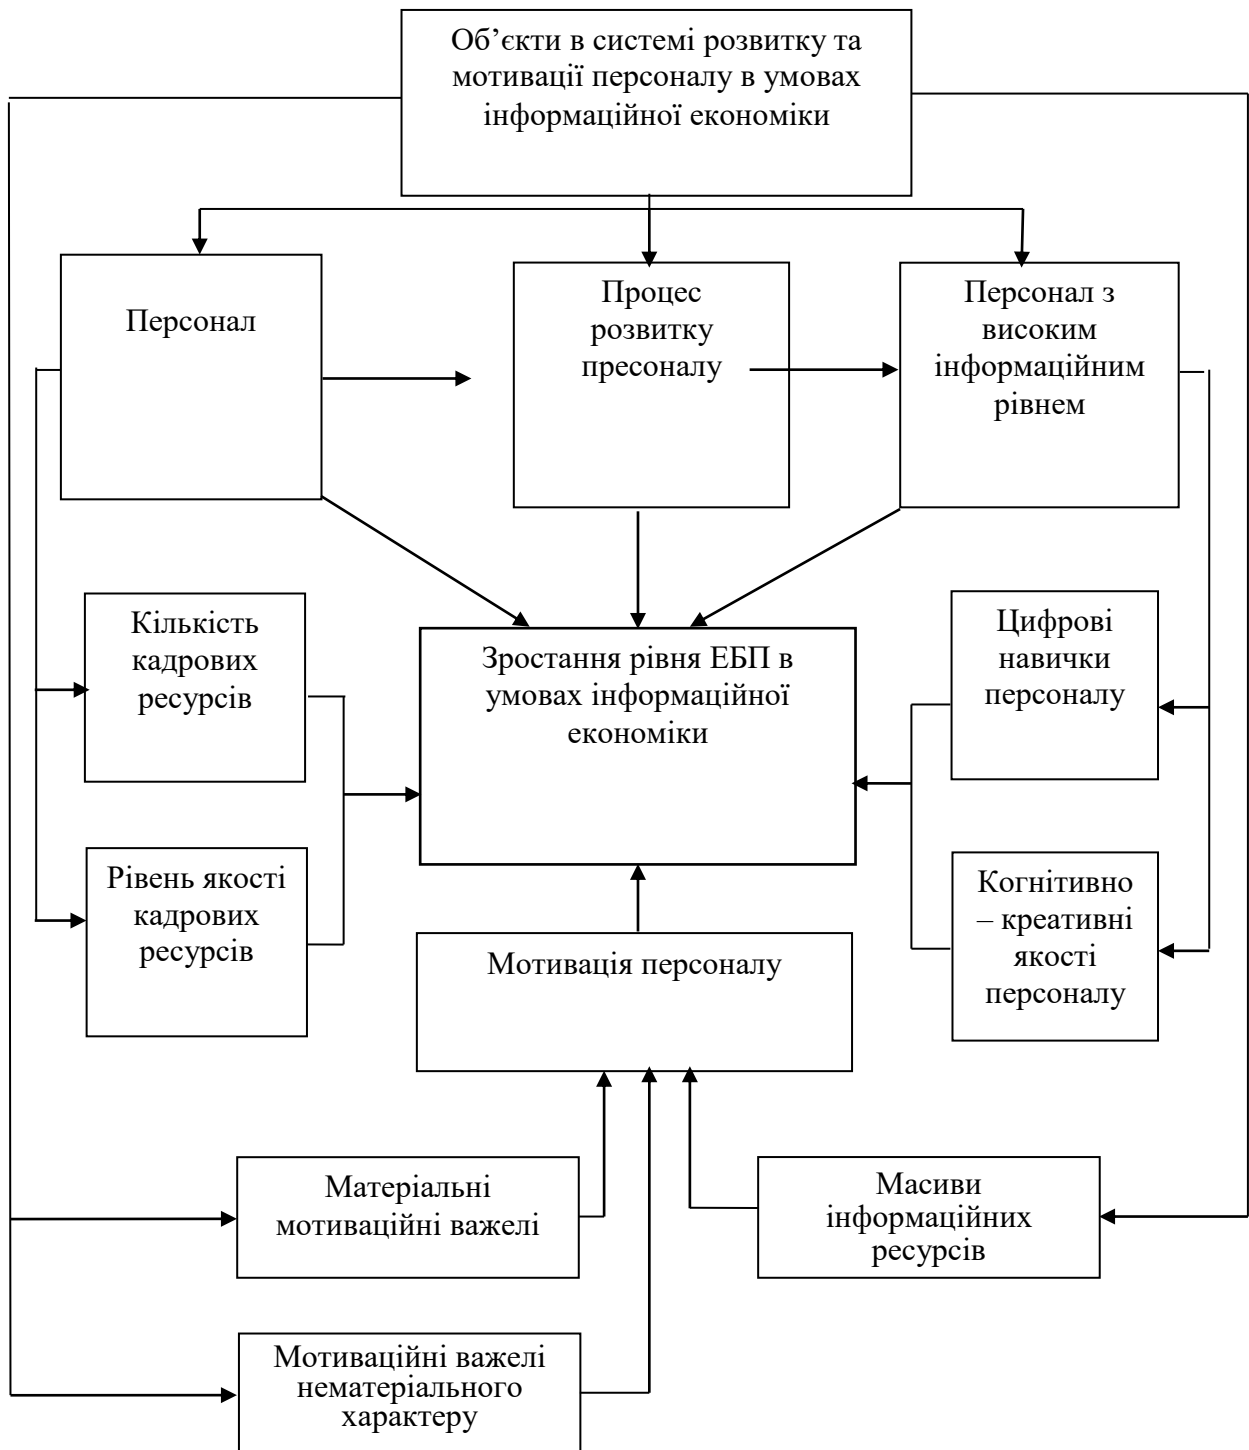 Об’єкти в системі розвитку та
мотивації персоналу в умовах
інформаційної економіки
Персонал
Процес
розвитку
пресоналу
Персонал з
високим
інформаційним
рівнем
Кількість
кадрових
ресурсів
Зростання рівня ЕБП в
умовах інформаційної
економіки
Цифрові
навички
персоналу
Рівень якості
кадрових
ресурсів
Мотивація персоналу
Когнітивно
– креативні
якості
персоналу
Матеріальні
мотиваційні важелі
Масиви
інформаційних
ресурсів
Мотиваційні важелі
нематеріального
характеру